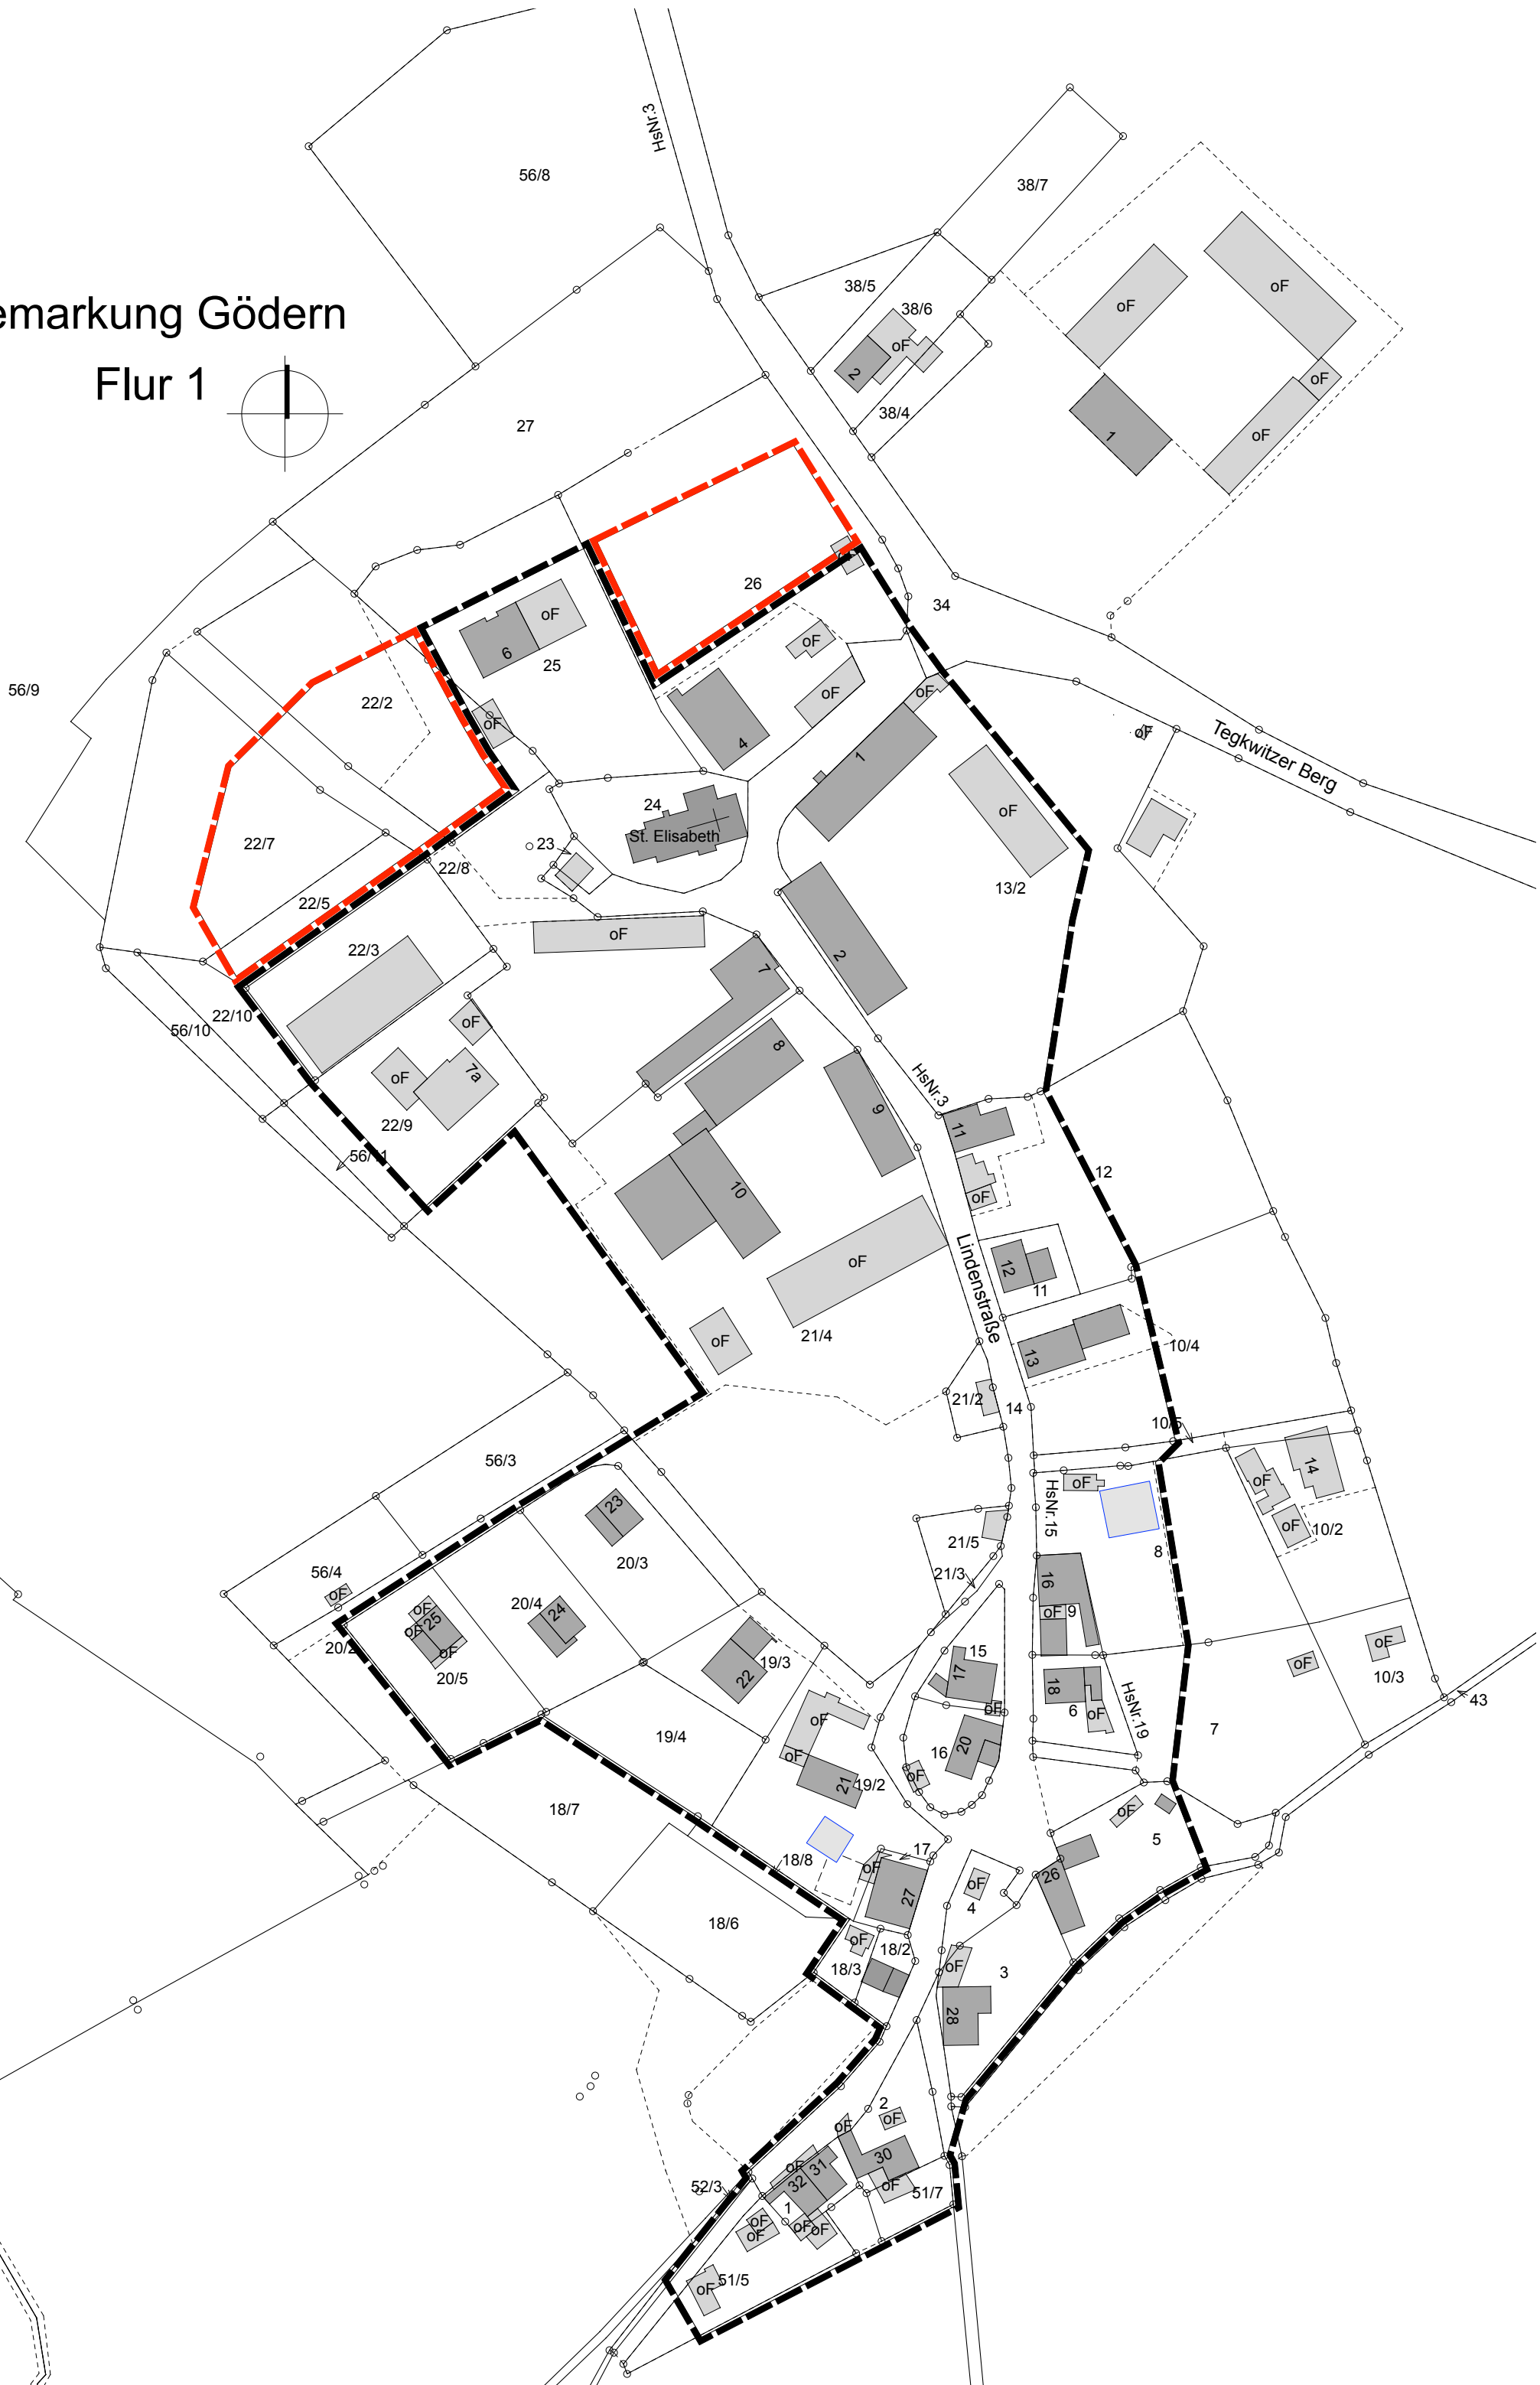 HsNr.3
56/8
38/7
38/5
oF
oF
emarkung Gödern
38/6
oF
Flur 1
2
oF
38/4
27
1
oF
26
34
oF
6
25
oF
56/9
22/2
oF
oF
oF
Tegkwitzer Berg
oF
4
1
24
St. Elisabeth
oF
22/7
23
22/8
13/2
22/5
oF
22/3
2
7
22/10
56/10
oF
8
oF
7a
HsNr.3
9
22/9
11
56/11
12
10
oF
Lindenstraße
oF
12
11
oF
21/4
13
10/4
21/2
14
10/5
56/3
oF
oF
14
23
HsNr.15
oF
10/2
21/5
8
20/3
21/3
56/4
16
oF
20/4
oF
9
24
oF
25
oF
20/2
oF
15
oF
10/3
19/3
17
20/5
22
18
HsNr.19
43
oF
oF
6
oF
7
19/4
16
20
oF
oF
21
19/2
18/7
oF
5
17
18/8
oF
26
27
oF
4
18/6
oF
18/2
18/3
oF
3
28
2
oF
oF
30
oF
31
32
oF
52/3
51/7
1
oF
oF
oF
oF
51/5
oF